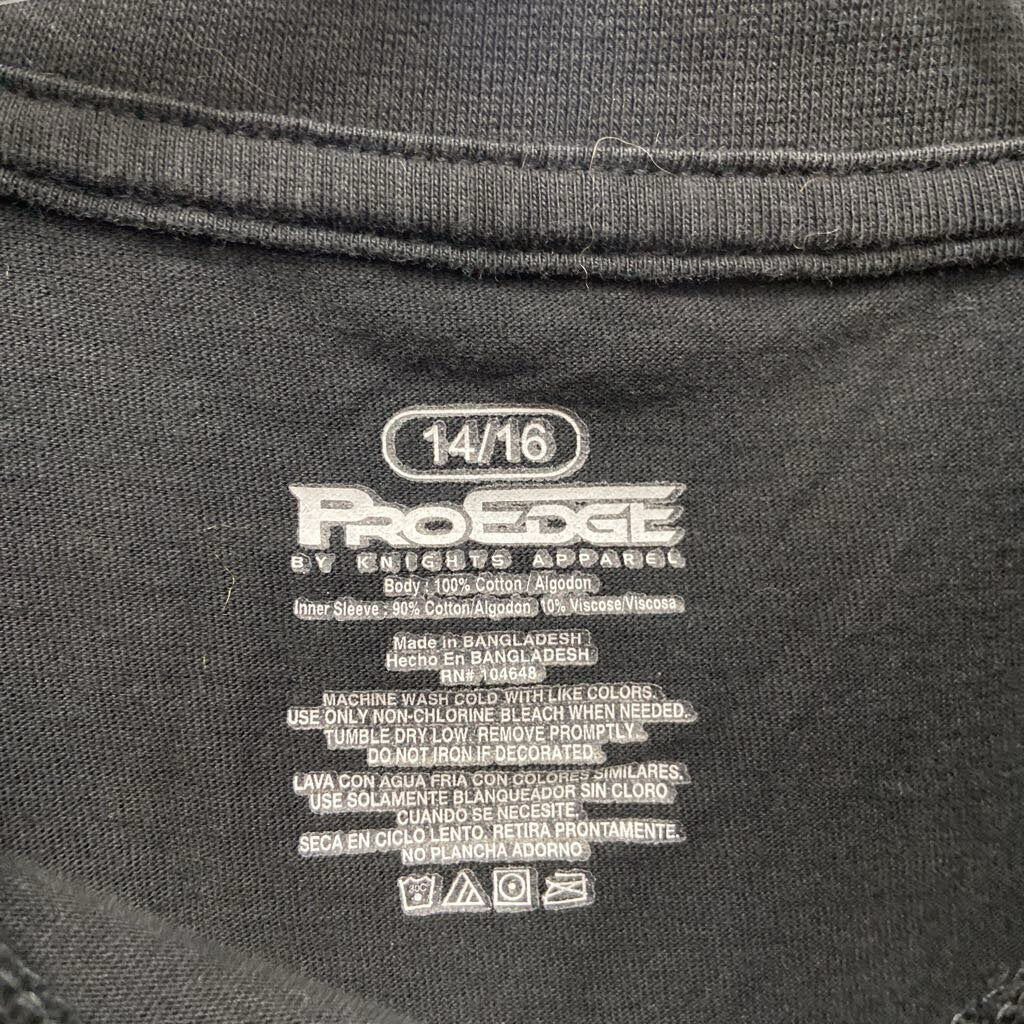 14/16
PROEDGE
BY KNIGHTS APPAREL
Body : 100% Cotton / Algodon
Inner Sleeve : 90% Cotton/Algodon 10% Viscose/Viscosa
Made in BANGLADESH
Hecho En BANGLADESH
RN# 104648
MACHINE WASH COLD WITH LIKE COLORS.
USE ONLY NON-CHLORINE BLEACH WHEN NEEDED.
TUMBLE DRY LOW. REMOVE PROMPTLY.
DO NOT IRON IF DECORATED.
LAVA CON AGUA FRIA CON COLORES SIMILARES.
USE SOLAMENTE BLANQUEADOR SIN CLORO
CUANDO SE NECESITE.
SECA EN CICLO LENTO. RETIRA PRONTAMENTE.
NO PLANCHA ADORNO
30C